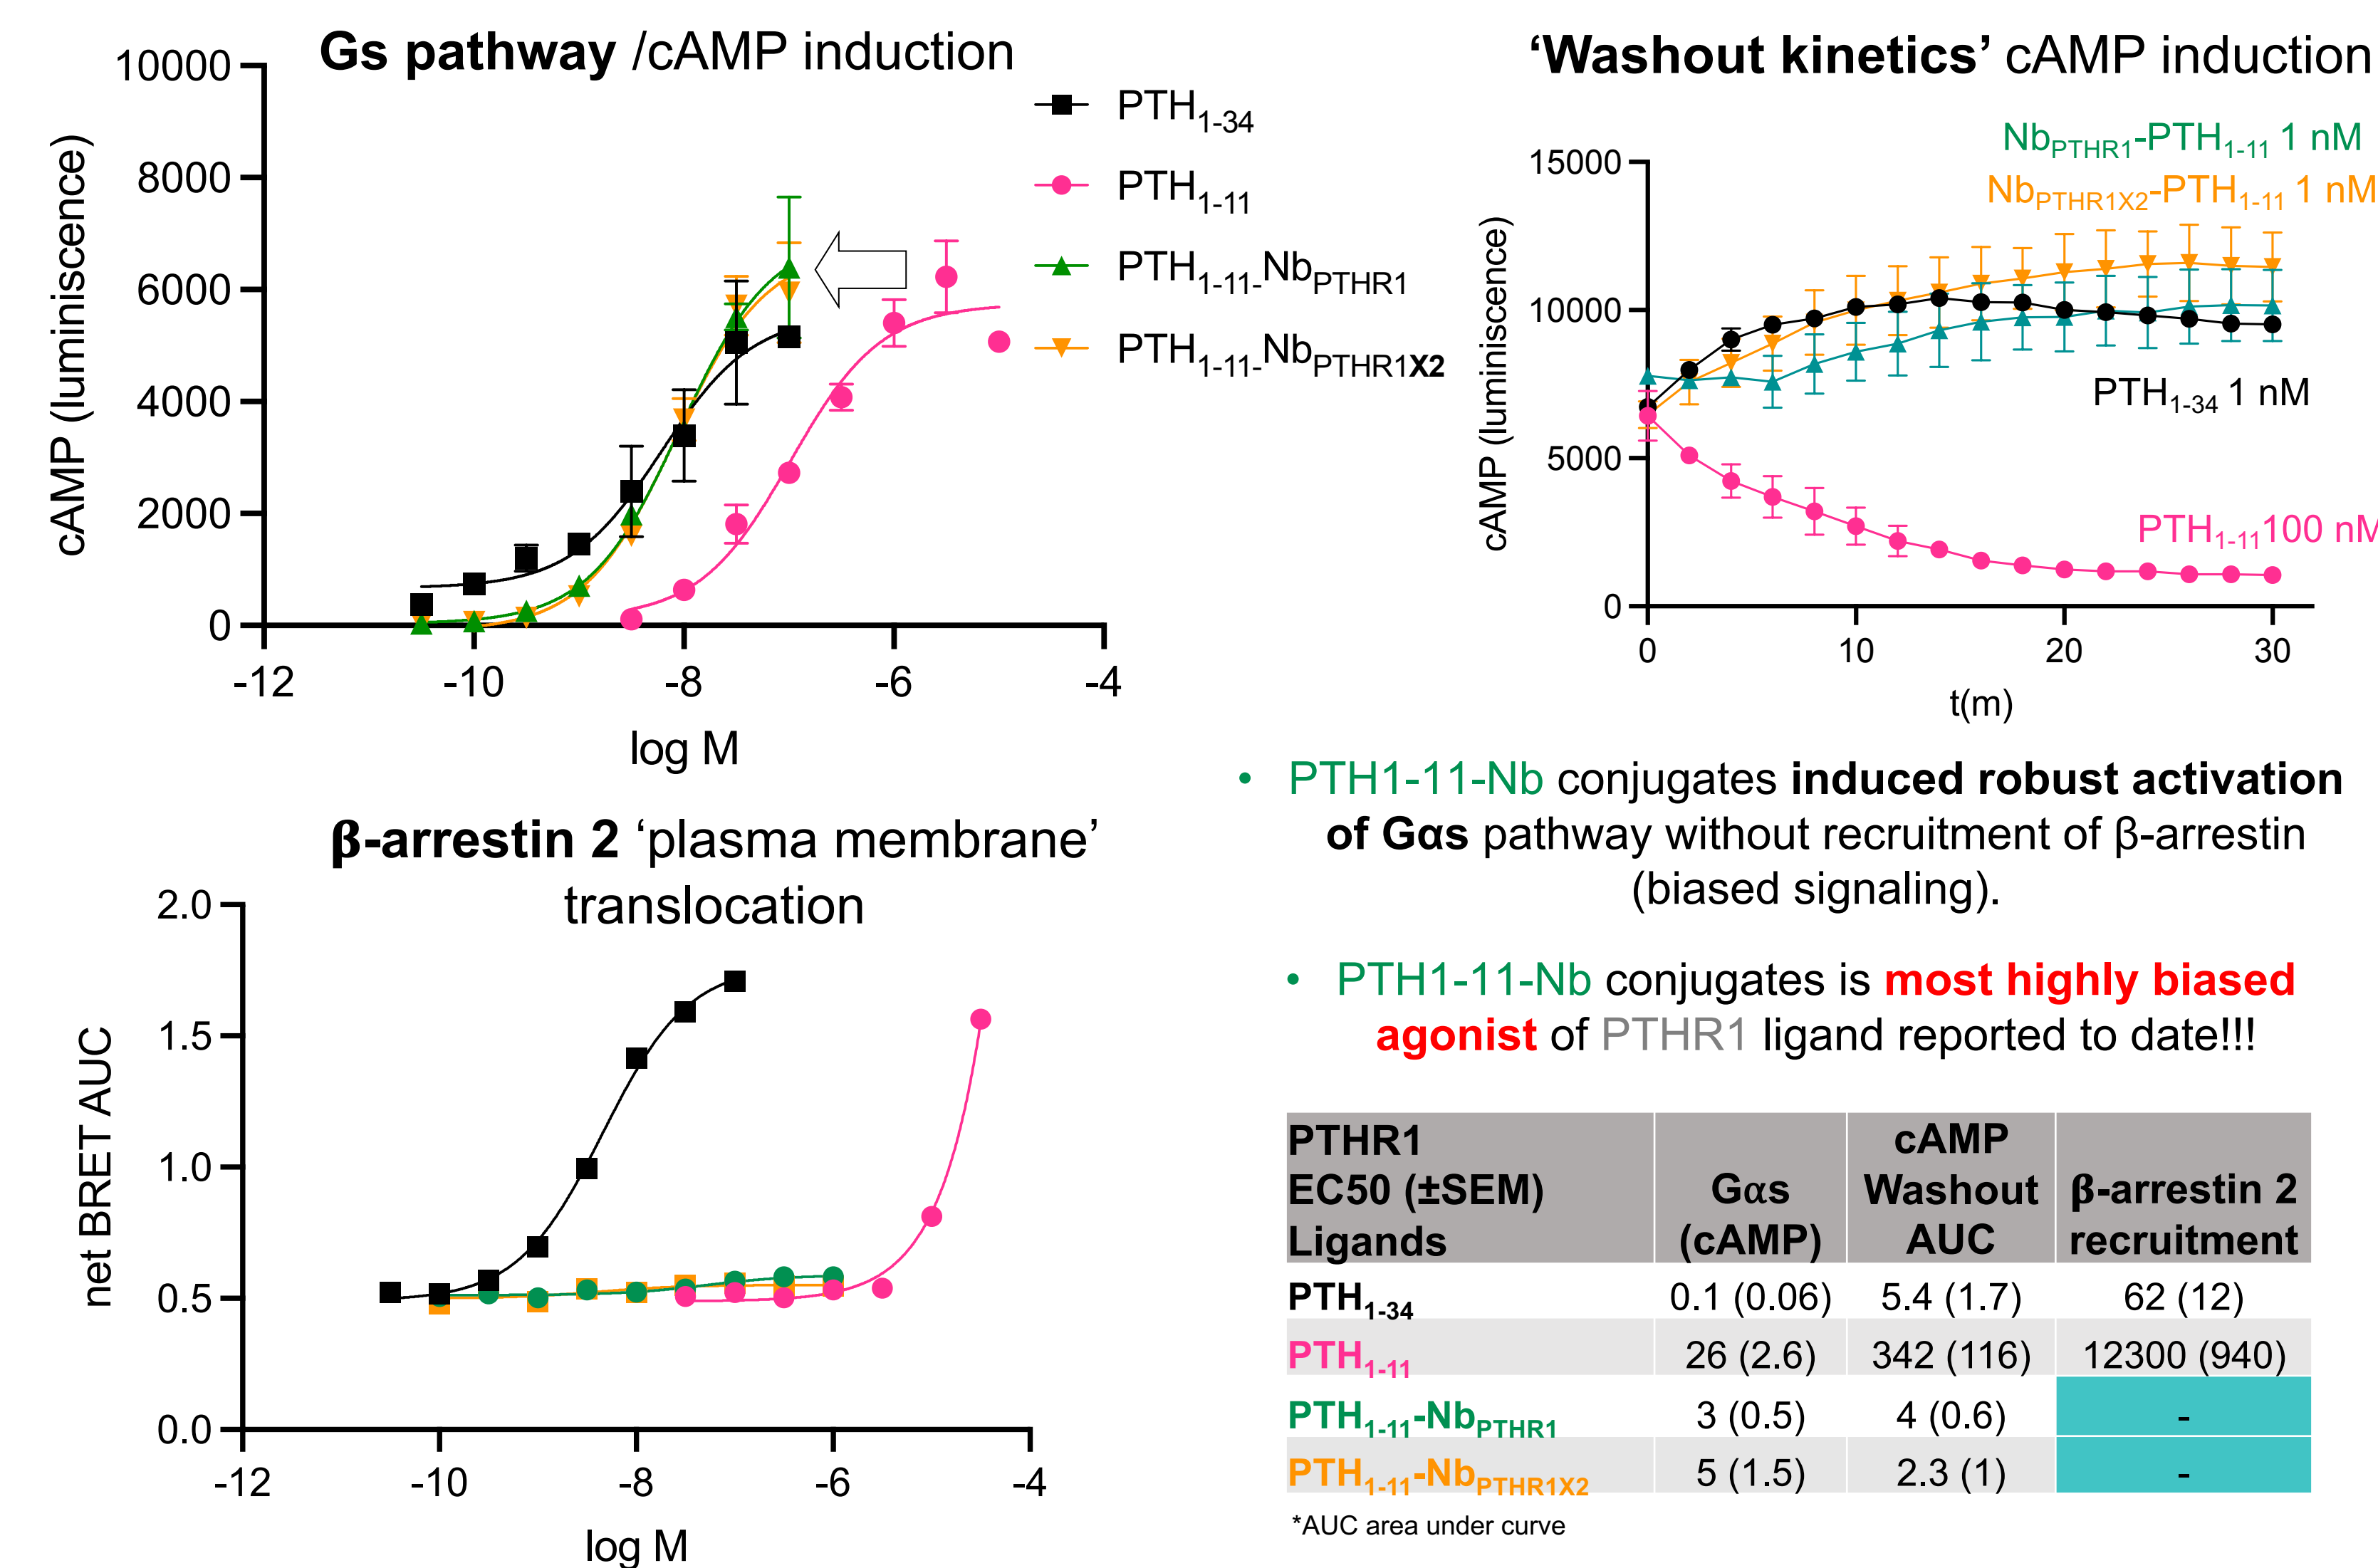 Gs pathway /cAMP induction
10000
8000
6000
4000
2000
0
cAMP (luminiscence)
-12 -10 -8 -6 -4
log M
PTH1-34
PTH1-11
PTH1-11-NbPTHR1
PTH1-11-NbPTHR1X2
‘Washout kinetics’ cAMP induction
NbPTHR1-PTH1-11 1 nM
NbPTHR1X2-PTH1-11 1 nM
15000
10000
5000
0
cAMP (luminiscence)
PTH1-34 1 nM
PTH1-11100 nM
0 10 20 30
t(m)
β-arrestin 2 ‘plasma membrane’
translocation
2.0
1.5
1.0
0.5
0.0
net BRET AUC
-12 -10 -8 -6 -4
log M
• PTH1-11-Nb conjugates induced robust activation
of Gαs pathway without recruitment of β-arrestin
(biased signaling).
• PTH1-11-Nb conjugates is most highly biased
agonist of PTHR1 ligand reported to date!!!
PTHR1
EC50 (±SEM)
Ligands
Gαs
(cAMP)
cAMP
Washout
AUC
β-arrestin 2
recruitment
PTH1-34 0.1 (0.06) 5.4 (1.7) 62 (12)
PTH1-11 26 (2.6) 342 (116) 12300 (940)
PTH1-11-NbPTHR1 3 (0.5) 4 (0.6) -
PTH1-11-NbPTHR1X2 5 (1.5) 2.3 (1) -
*AUC area under curve